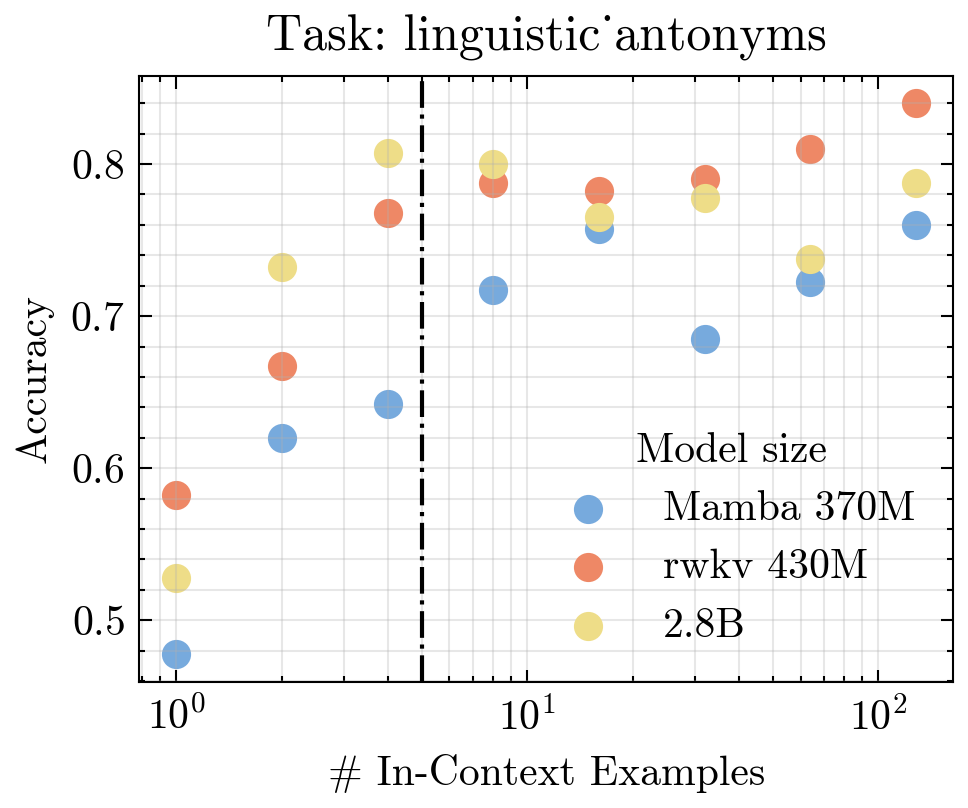 Task: linguistic˙antonyms
0.8
0.7
0.6
0.5
Accuracy
Model size
Mamba 370M
rwkv 430M
2.8B
10⁰ 10¹ 10²
# In-Context Examples